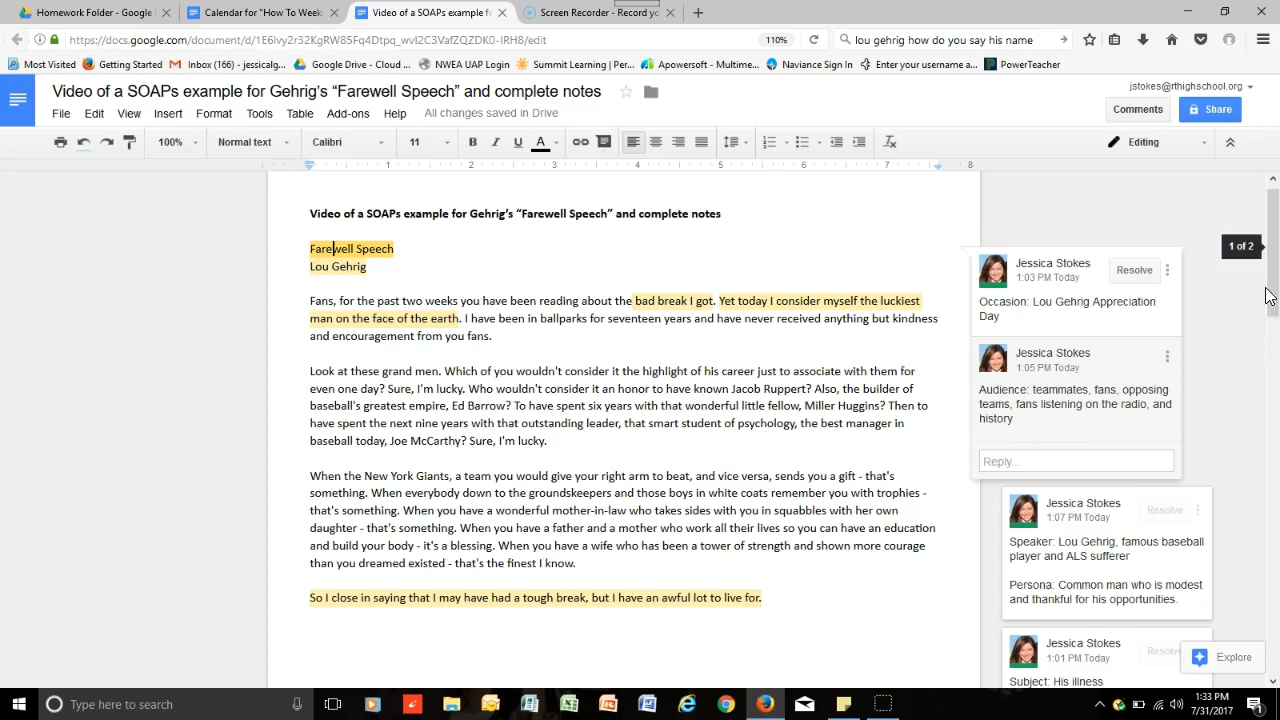 Homework Folder - Google
Calendar for "How To Week
Video of a SOAPs example f
Screen Recorder - Record yo
https://docs.google.com/document/d/1E6lvy2r32KgRW85Fq4Dtpq_wvI2C3VafZQZDK0-IRH8/edit
110%
lou gehrig how do you say his name
Most Visited
Getting Started
Inbox (166) - jessicalg...
Google Drive - Cloud ...
NWEA UAP Login
Summit Learning | Per...
Apowersoft - Multime...
Naviance Sign In
Enter your username a...
PowerTeacher
Video of a SOAPs example for Gehrig's “Farewell Speech” and complete notes
jstokes@rthighschool.org
File Edit View Insert Format Tools Table Add-ons Help All changes saved in Drive
Comments
Share
100% Normal text Calibri 11 B I U A Editing
1 2 3 4 5 6 7 8
Video of a SOAPs example for Gehrig's “Farewell Speech” and complete notes
Farewell Speech
Lou Gehrig
Fans, for the past two weeks you have been reading about the bad break I got. Yet today I consider myself the luckiest
man on the face of the earth. I have been in ballparks for seventeen years and have never received anything but kindness
and encouragement from you fans.
Look at these grand men. Which of you wouldn't consider it the highlight of his career just to associate with them for
even one day? Sure, I'm lucky. Who wouldn't consider it an honor to have known Jacob Ruppert? Also, the builder of
baseball's greatest empire, Ed Barrow? To have spent six years with that wonderful little fellow, Miller Huggins? Then to
have spent the next nine years with that outstanding leader, that smart student of psychology, the best manager in
baseball today, Joe McCarthy? Sure, I'm lucky.
When the New York Giants, a team you would give your right arm to beat, and vice versa, sends you a gift - that's
something. When everybody down to the groundskeepers and those boys in white coats remember you with trophies -
that's something. When you have a wonderful mother-in-law who takes sides with you in squabbles with her own
daughter - that's something. When you have a father and a mother who work all their lives so you can have an education
and build your body - it's a blessing. When you have a wife who has been a tower of strength and shown more courage
than you dreamed existed - that's the finest I know.
So I close in saying that I may have had a tough break, but I have an awful lot to live for.
1 of 2
Jessica Stokes
1:03 PM Today
Resolve
Occasion: Lou Gehrig Appreciation
Day
Jessica Stokes
1:05 PM Today
Audience: teammates, fans, opposing
teams, fans listening on the radio, and
history
Reply...
Jessica Stokes
1:07 PM Today
Resolve
Speaker: Lou Gehrig, famous baseball
player and ALS sufferer
Persona: Common man who is modest
and thankful for his opportunities.
Jessica Stokes
1:01 PM Today
Resolve
Subject: His illness
Explore
Type here to search
1:33 PM
7/31/2017